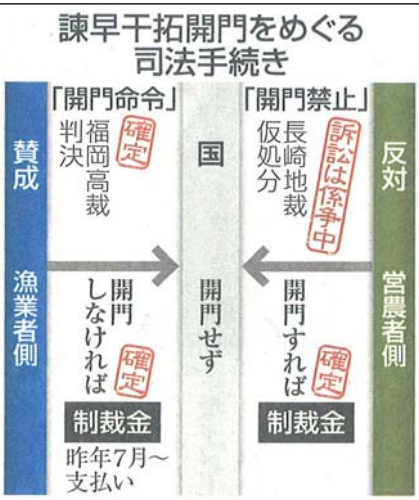 諫早干拓開門をめぐる
司法手続き
「開門命令」
「開門禁止」
賛成
漁業者側
福岡高裁
判決
確定
国
開門せず
長崎地裁
仮処分
訴訟は係争中
反対
営農者側
開門
しなければ
確定
制裁金
昨年7月～
支払い
開門すれば
確定
制裁金